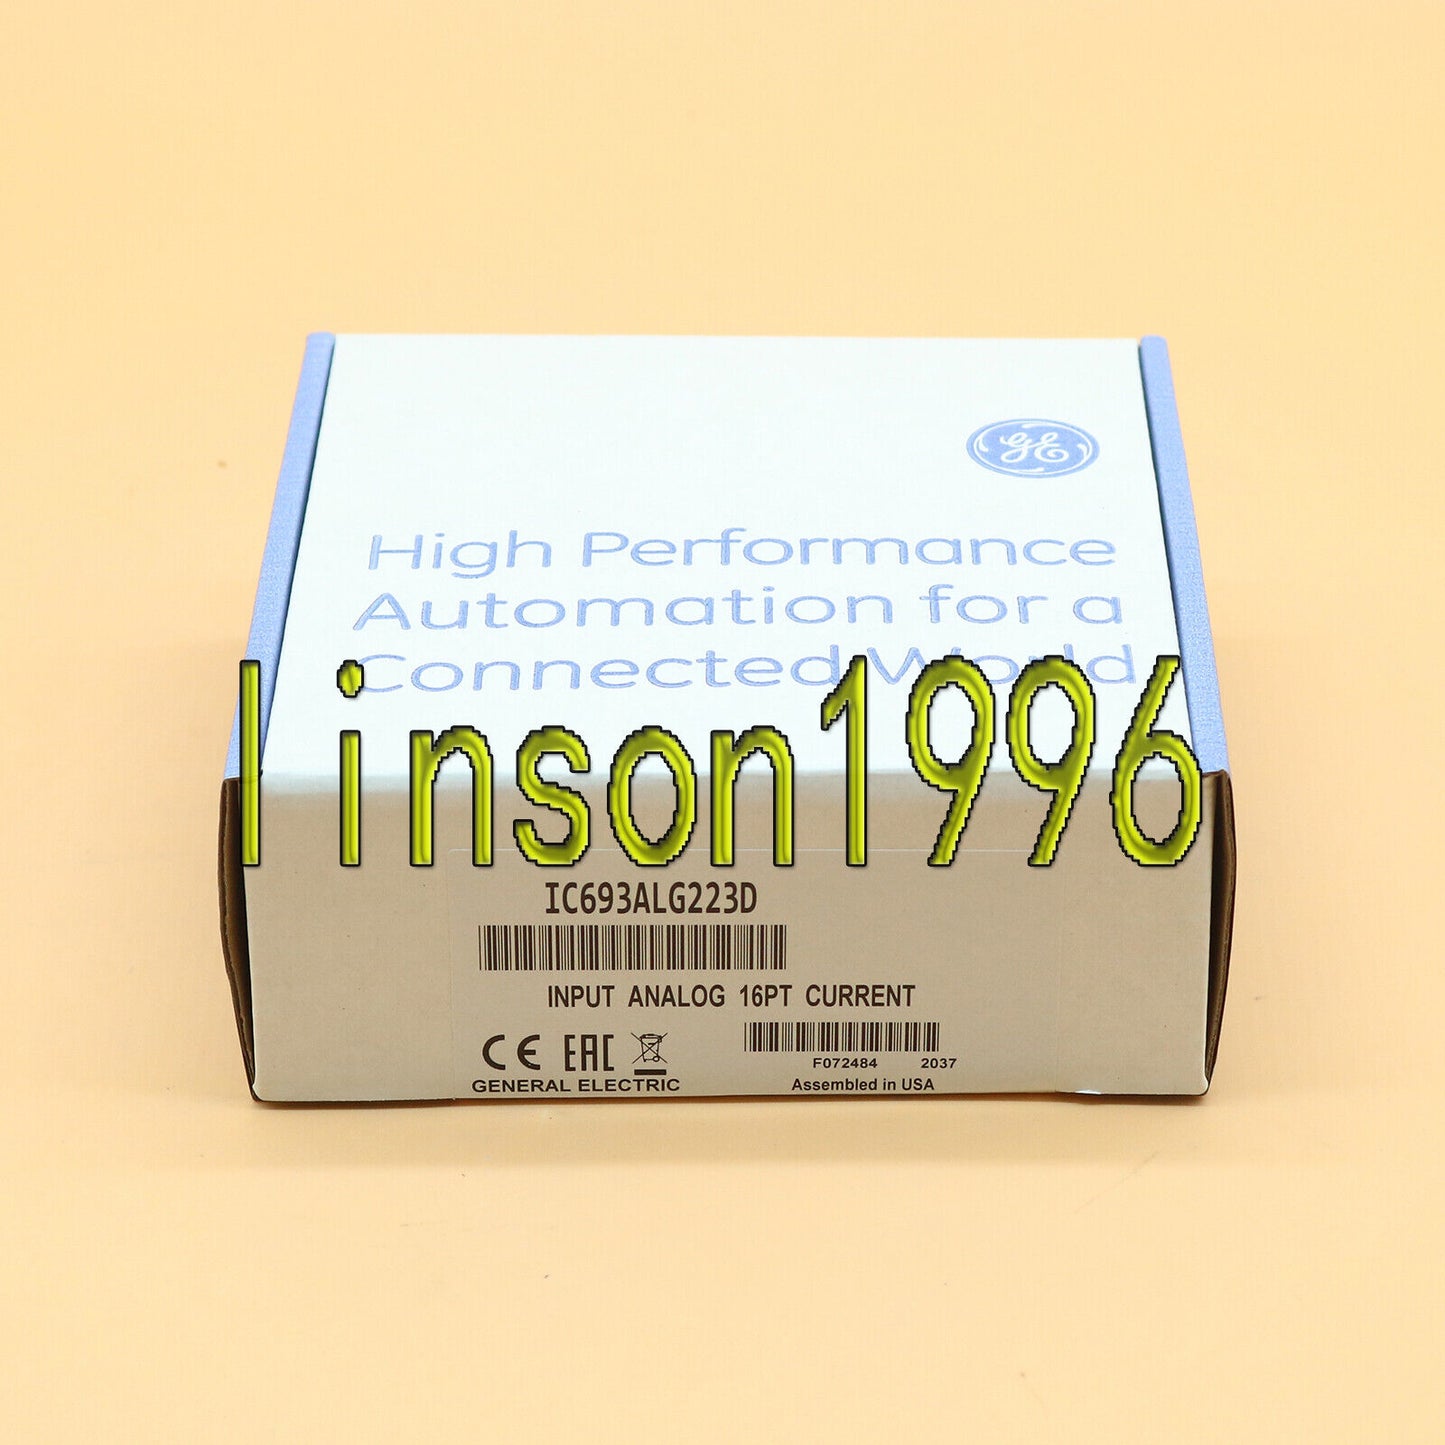 GE
High Performance
Automation for a
Connected World
linson1996
IC693ALG223D
INPUT ANALOG 16PT CURRENT
CE EAC
F072484 2037
GENERAL ELECTRIC
Assembled in USA